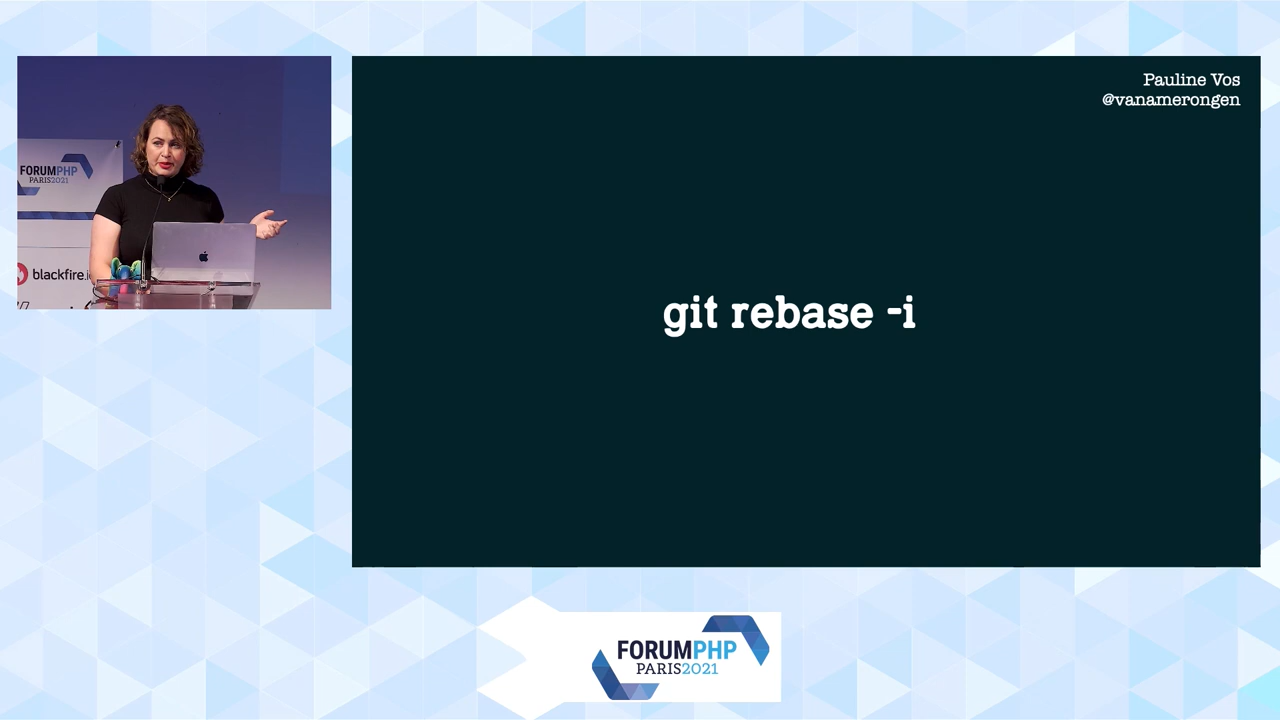 Pauline Vos
@vanamerongen
git rebase -i
FORUMPHP
PARIS2021
blackfire.i
FORUMPHP
PARIS2021